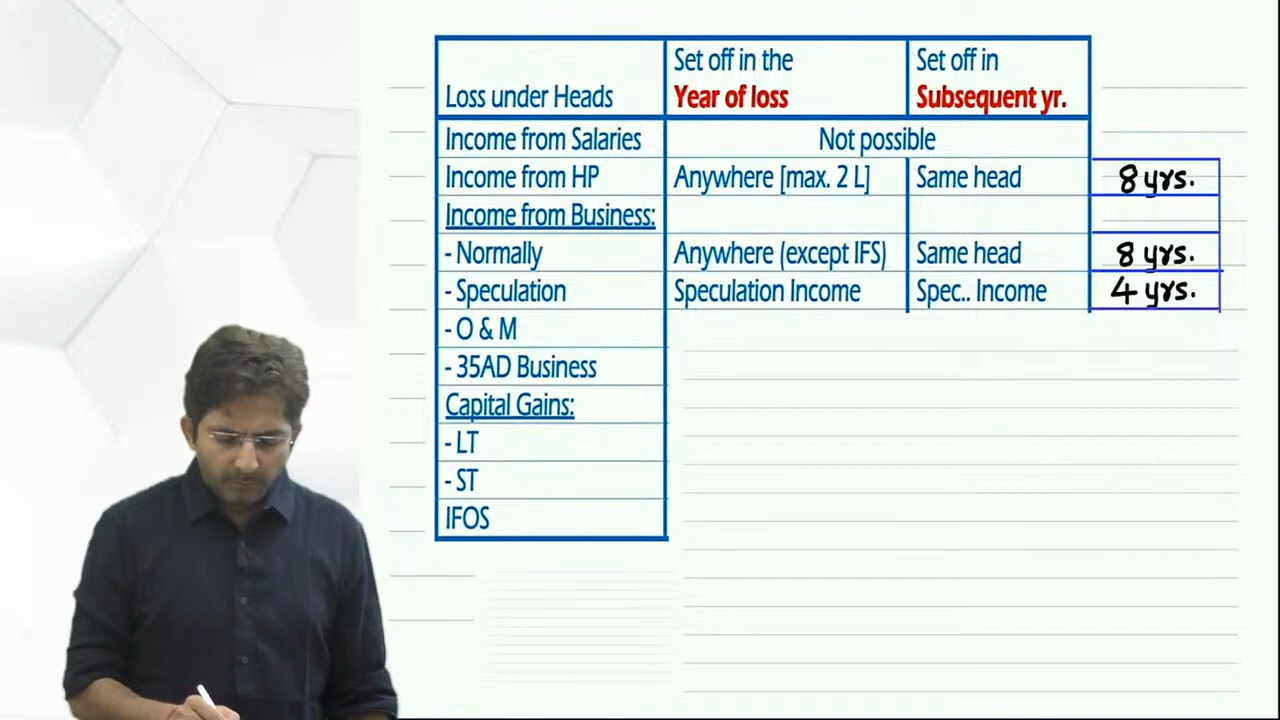 Loss under Heads
Set off in the
Year of loss
Set off in
Subsequent yr.
Income from Salaries Not possible
Income from HP Anywhere [max. 2 L] Same head 8 yrs.
Income from Business:
- Normally Anywhere (except IFS) Same head 8 yrs.
- Speculation Speculation Income Spec.. Income 4 yrs.
- O & M
- 35AD Business
Capital Gains:
- LT
- ST
IFOS